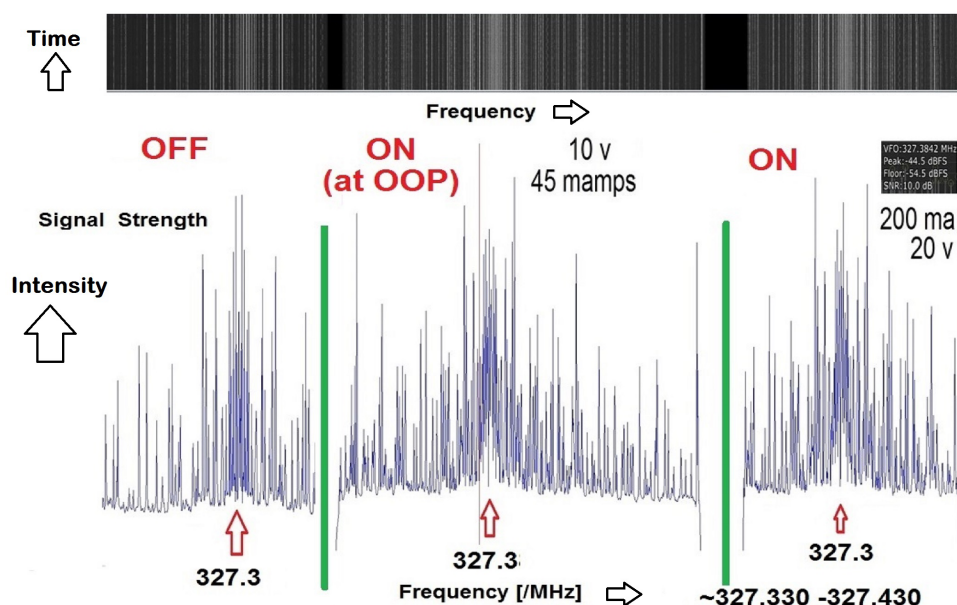 Time
Frequency
OFF
ON
(at OOP)
10 v
45 mamps
ON
VFO:327.3842 MHz
Peak:-44.5 dBFS
Floor:-54.5 dBFS
SNR:10.0 dB
200 ma
20 v
Signal Strength
Intensity
327.3
327.3
327.3
Frequency [/MHz]
~327.330 -327.430